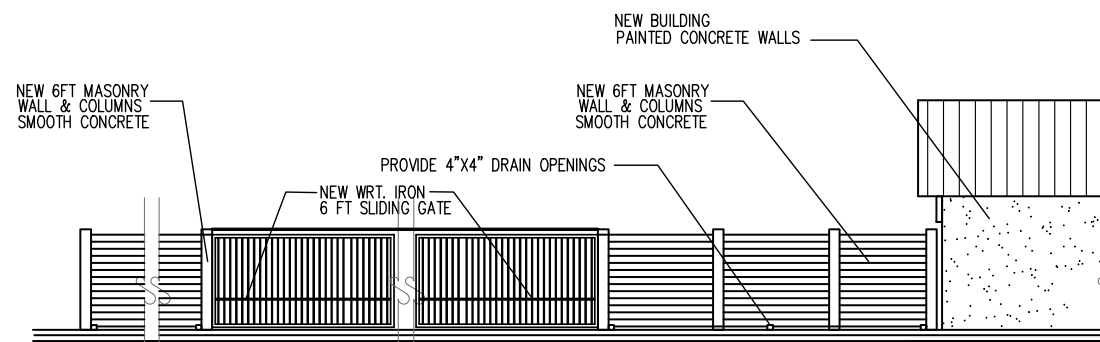 NEW BUILDING
PAINTED CONCRETE WALLS
NEW 6FT MASONRY
WALL & COLUMNS
SMOOTH CONCRETE
NEW 6FT MASONRY
WALL & COLUMNS
SMOOTH CONCRETE
PROVIDE 4"X4" DRAIN OPENINGS
NEW WRT. IRON
6 FT SLIDING GATE